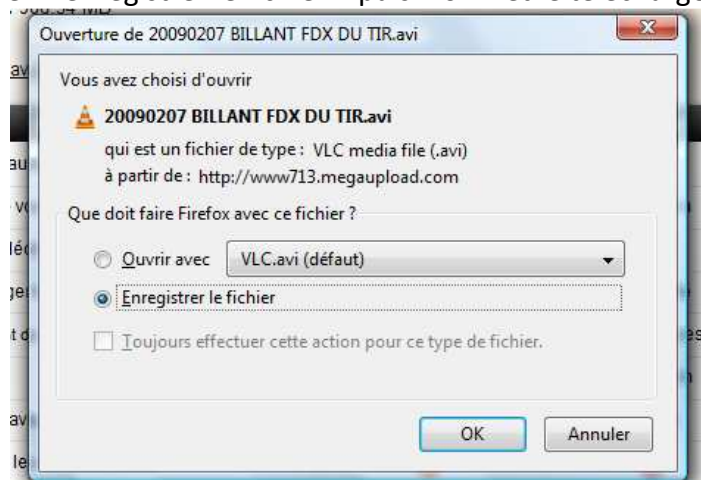 Ouverture de 20090207 BILLANT FDX DU TIR.avi
Vous avez choisi d'ouvrir
20090207 BILLANT FDX DU TIR.avi
qui est un fichier de type : VLC media file (.avi)
à partir de : http://www713.megaupload.com
Que doit faire Firefox avec ce fichier ?
Ouvrir avec VLC.avi (défaut)
Enregistrer le fichier
Toujours effectuer cette action pour ce type de fichier.
OK Annuler